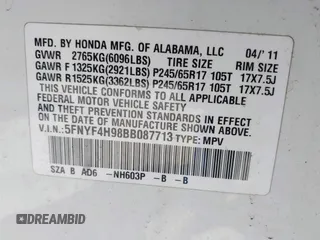 MFD. BY HONDA MFG. OF ALABAMA, LLC 04/'11
GVWR 2765KG(6096LBS) TIRE SIZE RIM SIZE
GAWR F 1325KG(2921LBS) P245/65R17 105T 17X7.5J
GAWR R1525KG(3362LBS) P245/65R17 105T 17X7.5J
THIS VEHICLE CONFORMS TO ALL APPLICABLE
FEDERAL MOTOR VEHICLE SAFETY AND THEFT
PREVENTION STANDARDS IN EFFECT ON THE DATE
OF MANUFACTURE SHOWN ABOVE.
V.I.N.: 5FNYF4H98BB087713 TYPE: MPV
SZA B AD6 -NH603P -B -B
DREAMBID